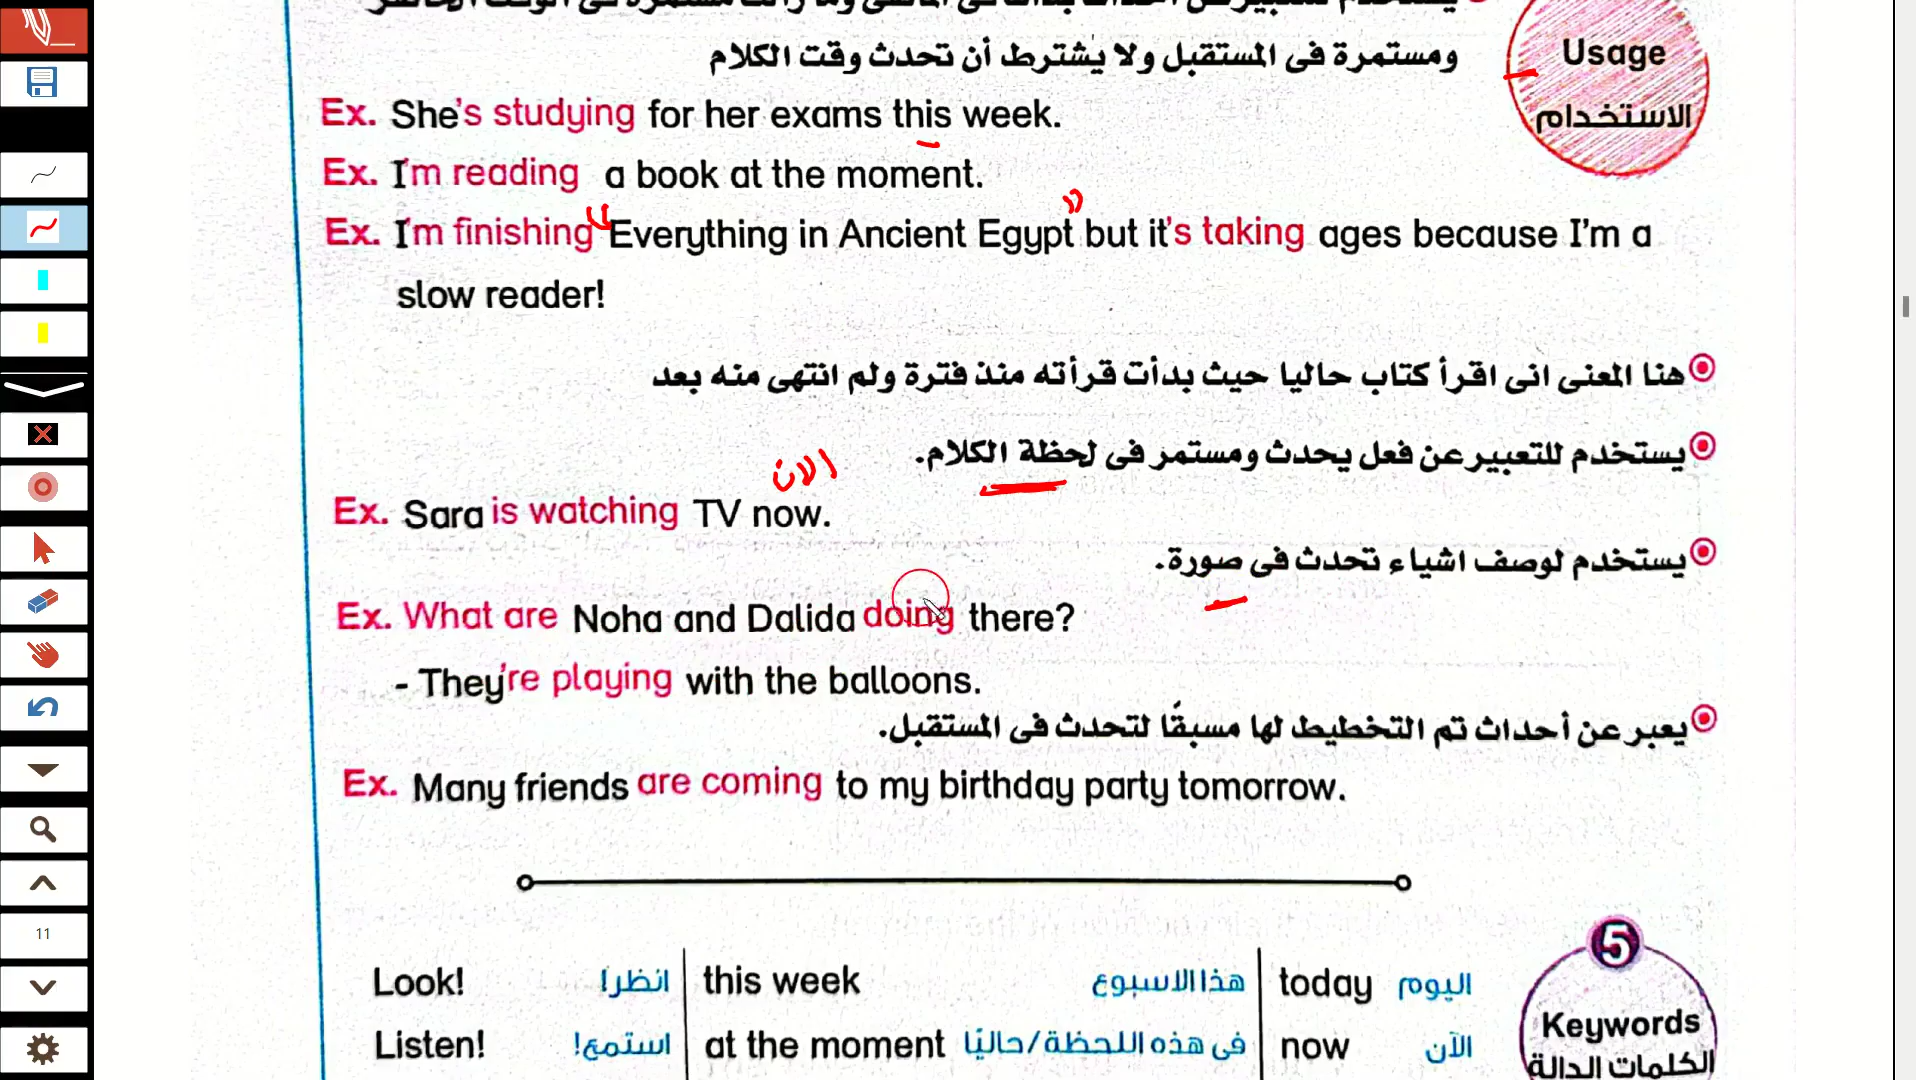 Usage
الاستخدام
ومستمرة فى المستقبل ولا يشترط أن تحدث وقت الكلام
Ex. She's studying for her exams this week.
Ex. I'm reading a book at the moment.
Ex. I'm finishing "Everything in Ancient Egypt" but it's taking ages because I'm a
slow reader!
هنا المعنى انى اقرأ كتاب حاليا حيث بدأت قرأته منذ فترة ولم انتهى منه بعد
يستخدم للتعبير عن فعل يحدث ومستمر فى لحظة الكلام.
الان
Ex. Sara is watching TV now.
يستخدم لوصف اشياء تحدث فى صورة.
Ex. What are Noha and Dalida doing there?
- They're playing with the balloons.
يعبر عن أحداث تم التخطيط لها مسبقًا لتحدث فى المستقبل.
Ex. Many friends are coming to my birthday party tomorrow.
5
Keywords
الكلمات الدالة
Look! انظر! this week هذا الاسبوع today اليوم
Listen! استمع! at the moment فى هذه اللحظة/حاليًا now الآن
11